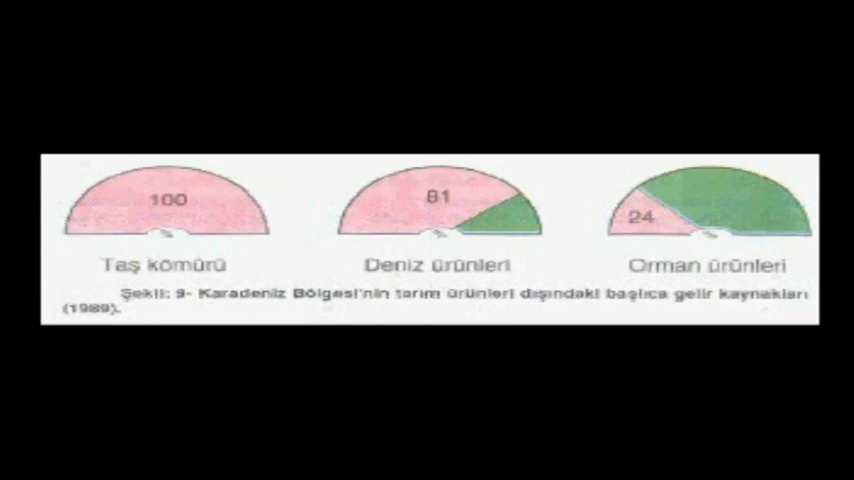 100
81
24
%
%
%
Taş kömürü
Deniz ürünleri
Orman ürünleri
Şekil: 9- Karadeniz Bölgesi'nin tarım ürünleri dışındaki başlıca gelir kaynakları
(1989).